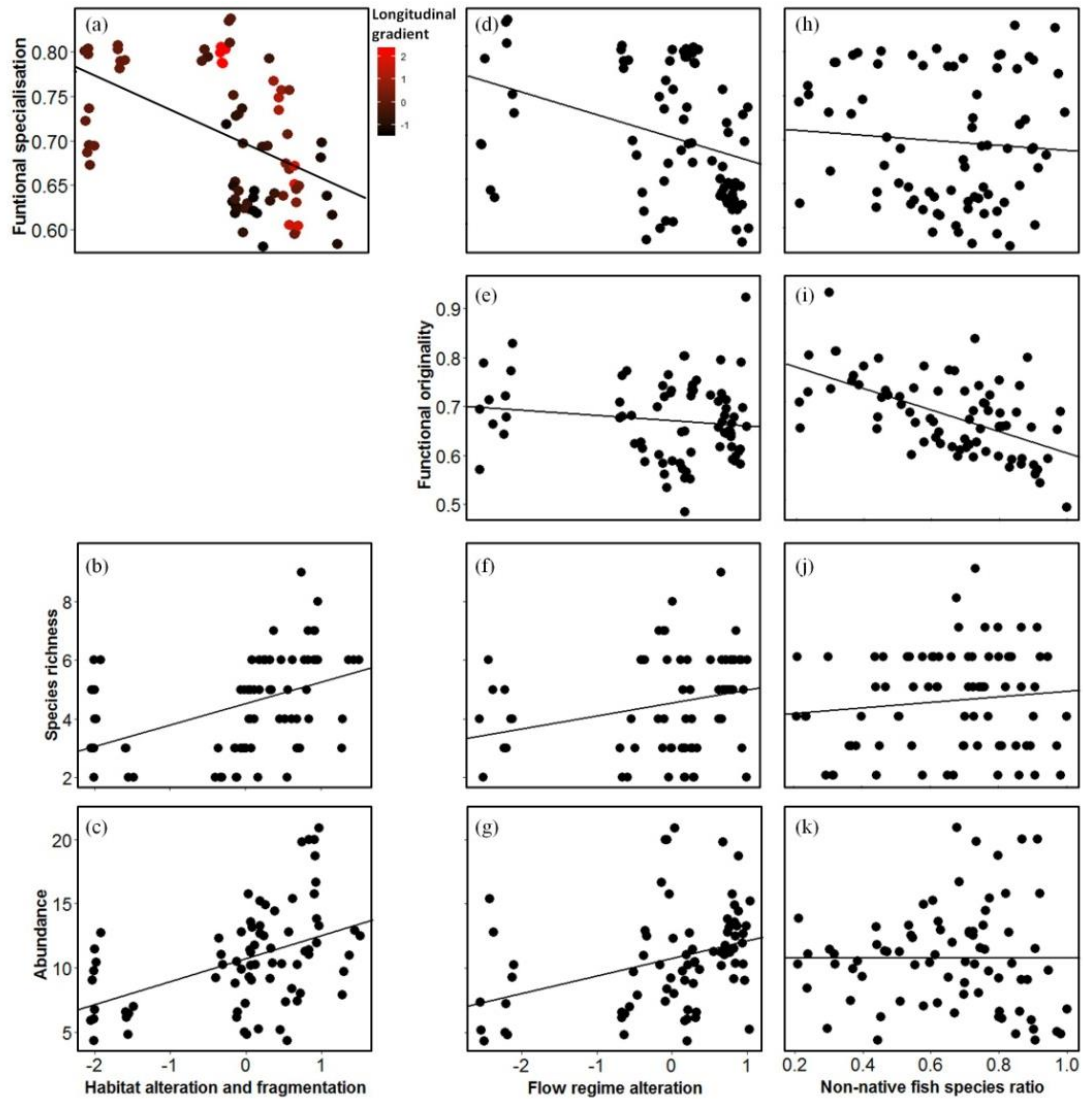 (a)
Longitudinal
gradient
2
1
0
-1
Funtional specialisation
0.80
0.75
0.70
0.65
0.60
(d)
(h)
(e)
Functional originality
0.9
0.8
0.7
0.6
0.5
(i)
(b)
Species richness
8
6
4
2
(f)
(j)
(c)
Abundance
20
15
10
5
-2 -1 0 1
Habitat alteration and fragmentation
(g)
-2 -1 0 1
Flow regime alteration
(k)
0.2 0.4 0.6 0.8 1.0
Non-native fish species ratio